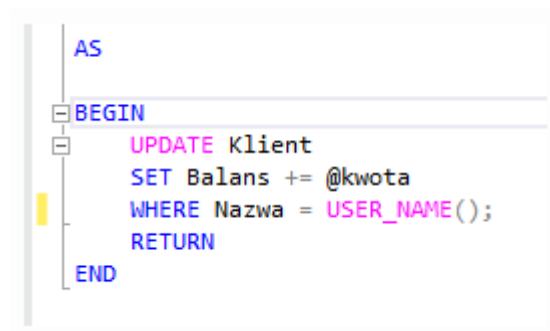 AS
BEGIN
UPDATE Klient
SET Balans += @kwota
WHERE Nazwa = USER_NAME();
RETURN
END